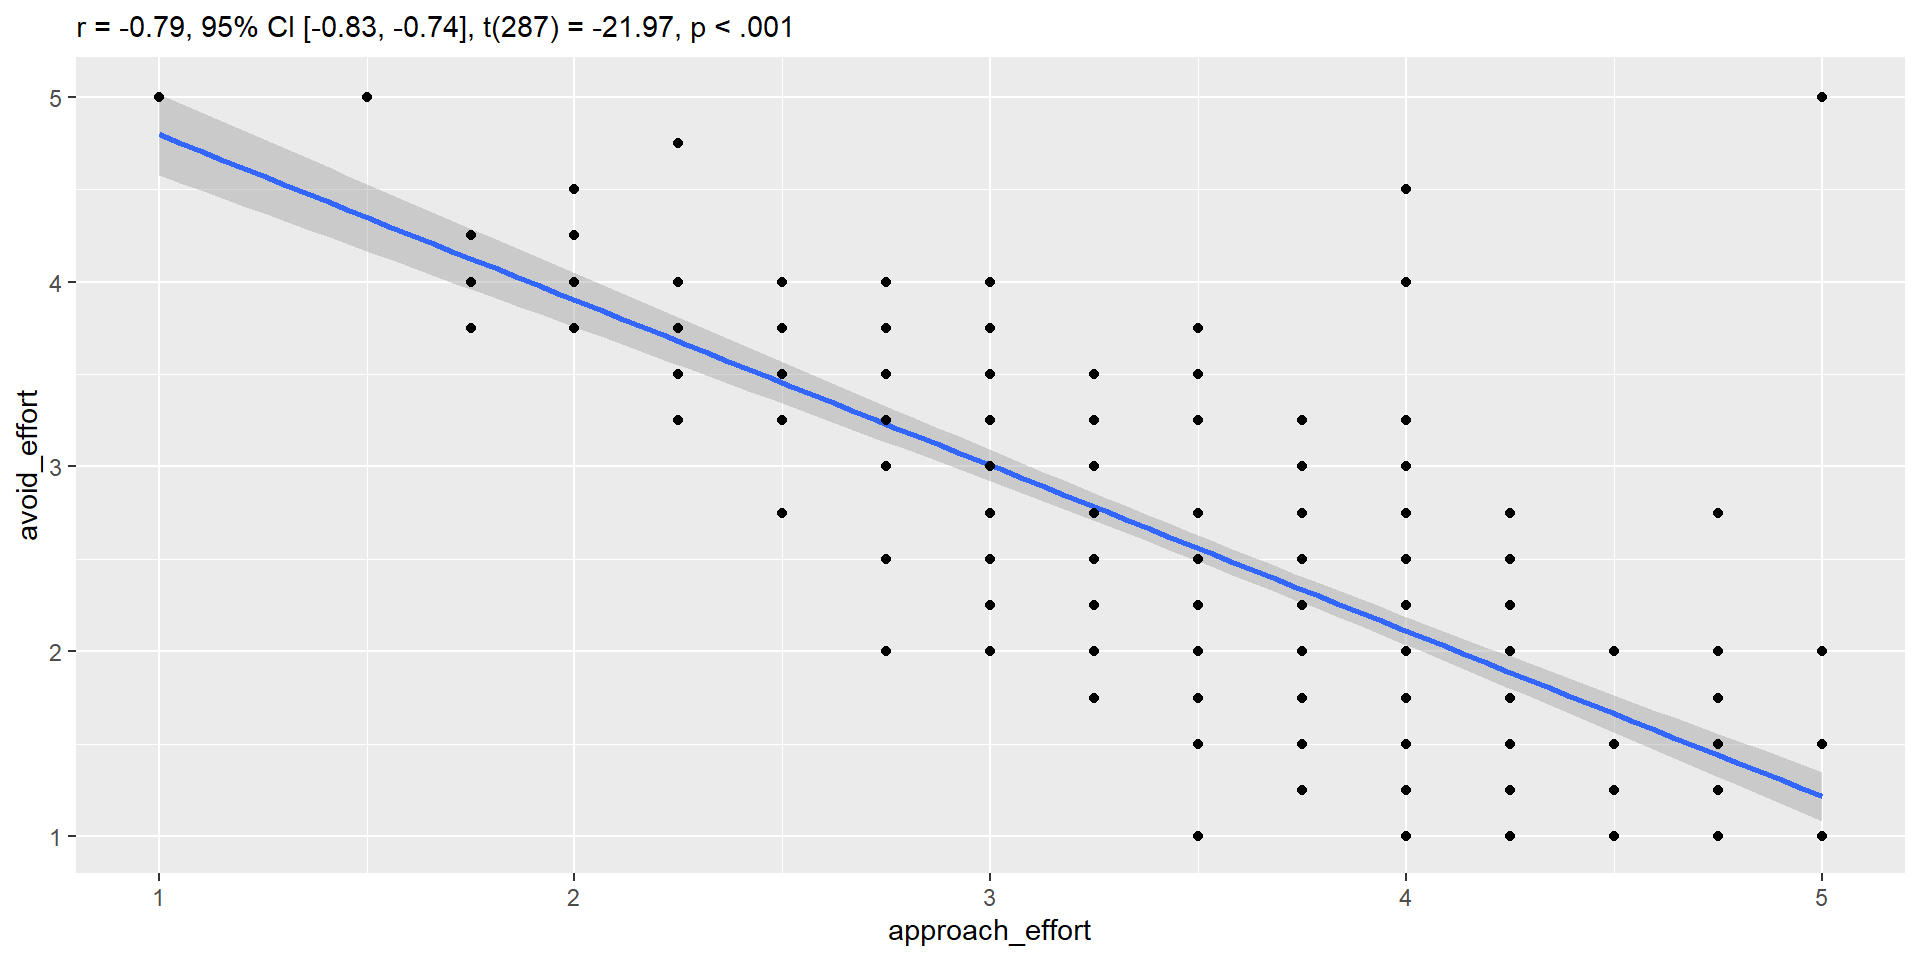 r = -0.79, 95% CI [-0.83, -0.74], t(287) = -21.97, p < .001
5
4
3
2
1
avoid_effort
1 2 3 4 5
approach_effort